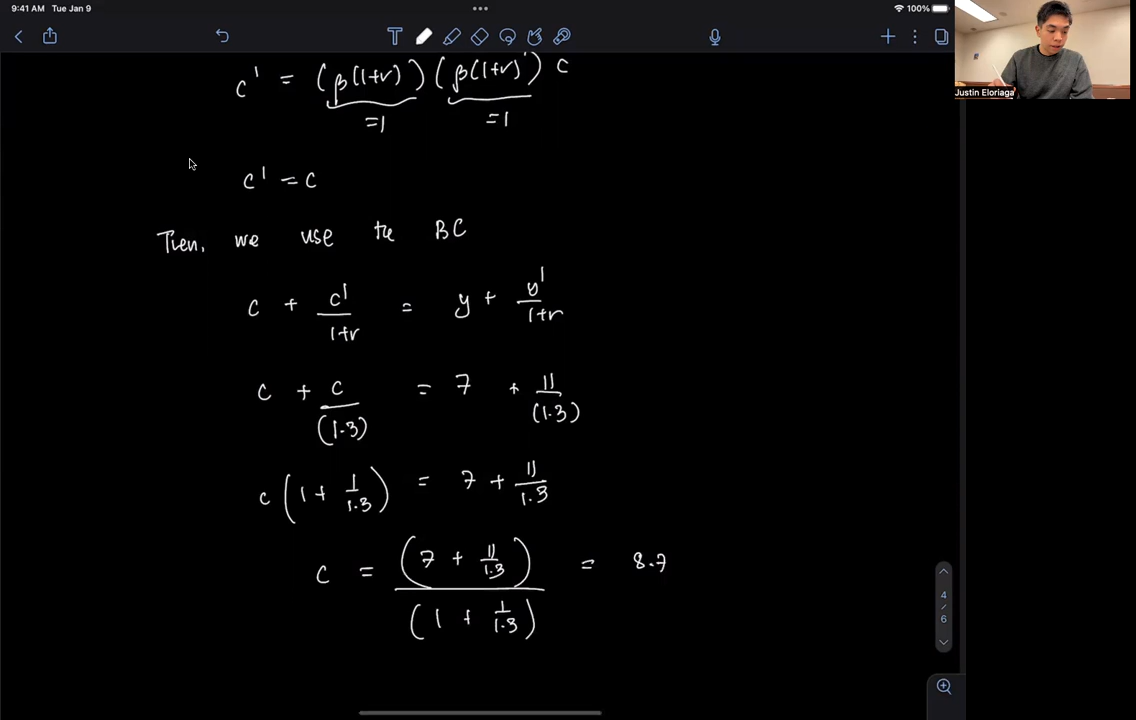 9:41 AM Tue Jan 9
100%
T
Justin Eloriaga
c' = (β(1+r)) (β(1+r)) c
=1 =1
c' = c
Then, we use the BC
c + c'/1+r = y + y'/1+r
c + c/(1.3) = 7 + 11/(1.3)
c (1 + 1/1.3) = 7 + 11/1.3
c = (7 + 11/1.3)/(1 + 1/1.3) = 8.7
4
/
6